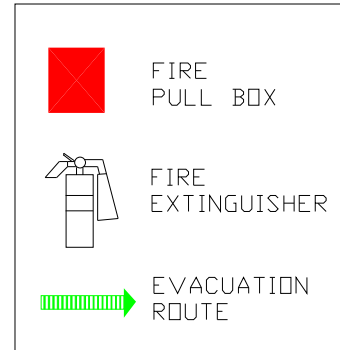 FIRE
PULL BOX
FIRE
EXTINGUISHER
EVACUATION
ROUTE